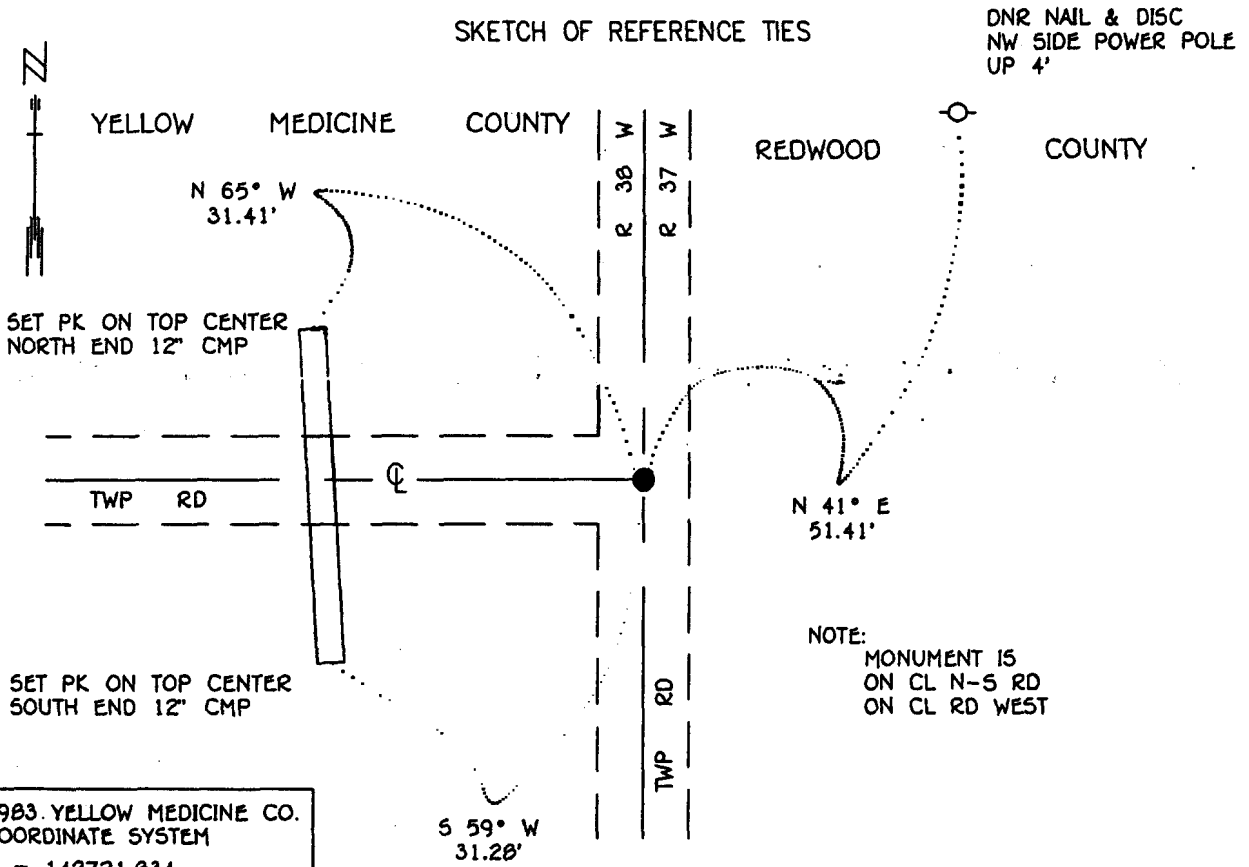 SKETCH OF REFERENCE TIES
DNR NAIL & DISC
NW SIDE POWER POLE
UP 4'
N
YELLOW MEDICINE COUNTY
R 38 W
R 37 W
REDWOOD COUNTY
N 65° W
31.41'
SET PK ON TOP CENTER
NORTH END 12" CMP
TWP RD
CL
N 41° E
51.41'
NOTE:
MONUMENT IS
ON CL N-S RD
ON CL RD WEST
SET PK ON TOP CENTER
SOUTH END 12" CMP
TWP RD
S 59° W
31.28'
983 YELLOW MEDICINE CO.
OORDINATE SYSTEM